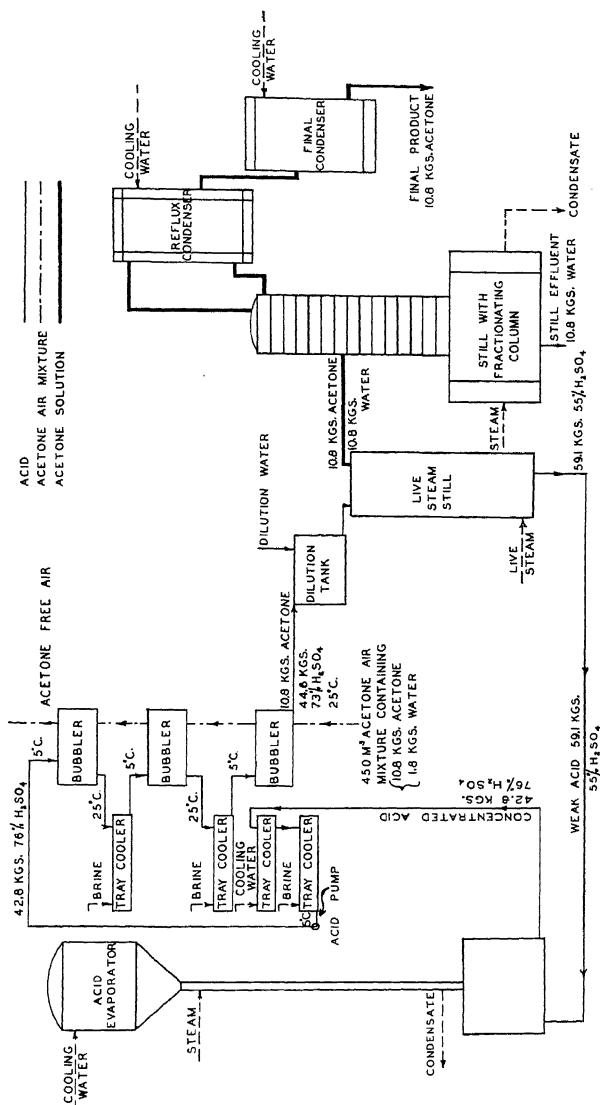 ACID
ACETONE AIR MIXTURE
ACETONE SOLUTION
COOLING
WATER
COOLING
WATER
REFLUX
CONDENSER
FINAL
CONDENSER
FINAL PRODUCT
10.8 KGS. ACETONE
10.8 KGS. ACETONE
10.8 KGS.
WATER
STILL WITH
FRACTIONATING
COLUMN
STEAM
CONDENSATE
STILL EFFLUENT
10.8 KGS. WATER
DILUTION WATER
DILUTION
TANK
LIVE
STEAM
STILL
LIVE
STEAM
59.1 KGS. 55% H₂SO₄
ACETONE FREE AIR
42.8 KGS. 76% H₂SO₄
5°C.
BUBBLER
25°C.
BRINE
TRAY COOLER
5°C.
BUBBLER
25°C.
BRINE
TRAY COOLER
5°C.
BUBBLER
10.8 KGS. ACETONE
44.6 KGS.
73% H₂SO₄
25°C.
450 M³ ACETONE AIR
MIXTURE CONTAINING
10.8 KGS. ACETONE
1.8 KGS. WATER
COOLING
WATER
TRAY COOLER
BRINE
TRAY COOLER
5°C
ACID PUMP
CONCENTRATED ACID
42.8 KGS.
76% H₂SO₄
COOLING
WATER
ACID
EVAPORATOR
STEAM
CONDENSATE
WEAK ACID 59.1 KGS.
55% H₂SO₄